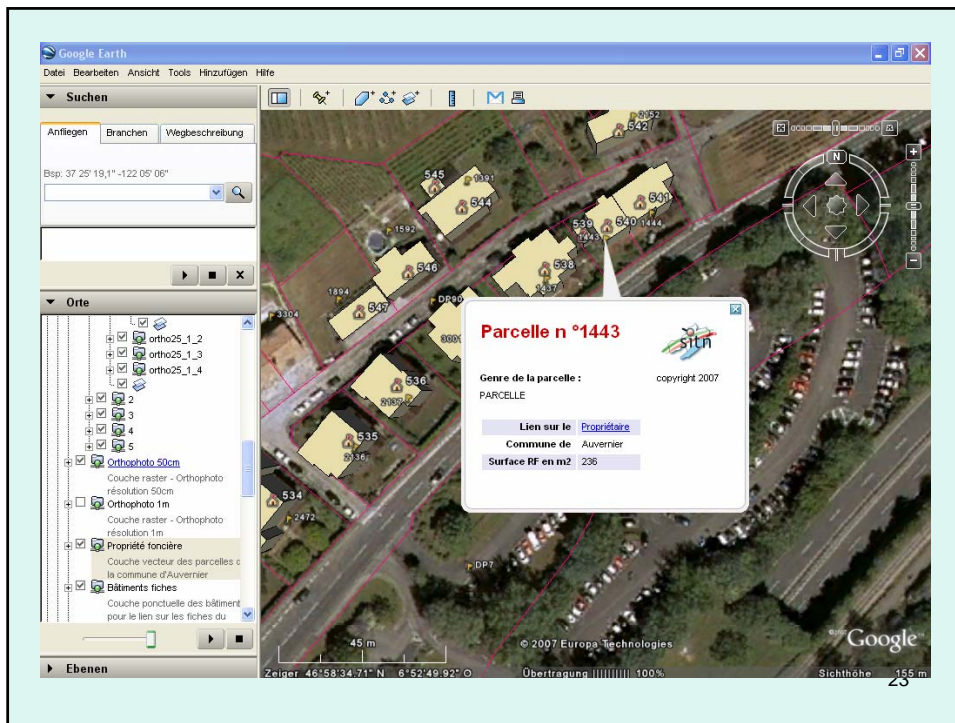 Google Earth
Datei Bearbeiten Ansicht Tools Hinzufügen Hilfe
Suchen
Anfliegen Branchen Wegbeschreibung
Bsp: 37 25' 19,1" -122 05' 06"
Orte
ortho25_1_2
ortho25_1_3
ortho25_1_4
2
3
4
5
Orthophoto 50cm
Couche raster - Orthophoto
résolution 50cm
Orthophoto 1m
Couche raster - Orthophoto
résolution 1m
Propriété foncière
Couche vecteur des parcelles d
la commune d'Auvernier
Bâtiments fiches
Couche ponctuelle des bâtiment
pour le lien sur les fiches du
Ebenen
2152
542
545
1391
544
541
539
540
1444
1443
1592
546
538
1437
1894
547
DP90
3304
3001
536
2137
535
2136
534
2472
DP7
N
Parcelle n °1443
sitn
Genre de la parcelle :
copyright 2007
PARCELLE
Lien sur le Propriétaire
Commune de Auvernier
Surface RF en m2 236
45 m
© 2007 Europa Technologies
Google
Zeiger 46°58'34.71" N 6°52'49.92" O Übertragung |||||||||| 100% Sichthöhe 155 m
23